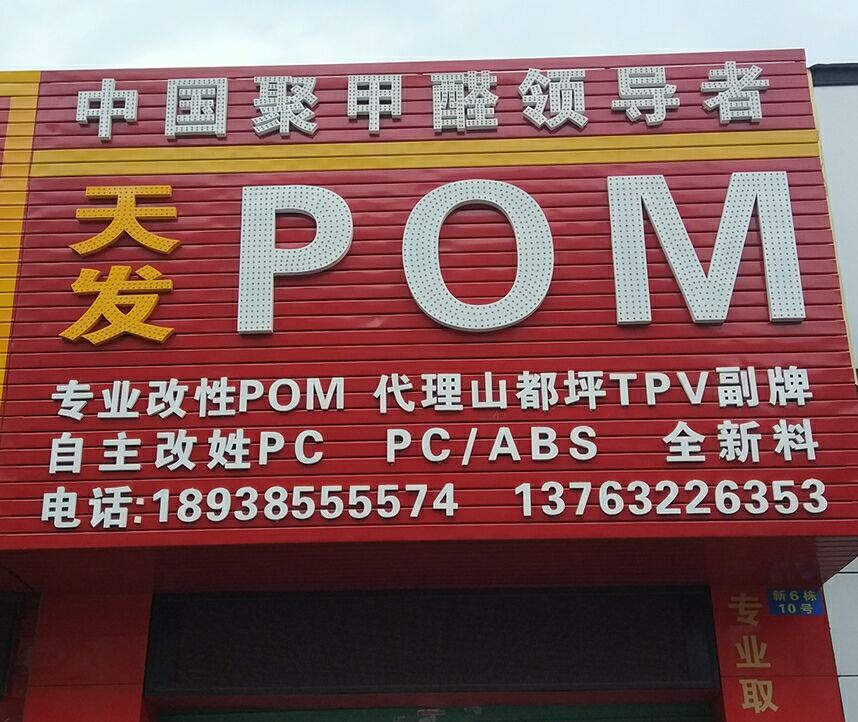 中国聚甲醛领导者
天发
POM
专业改性POM 代理山都坪TPV副牌
自主改姓PC PC/ABS 全新料
电话:18938555574 13763226353
新6栋
10号
专业取